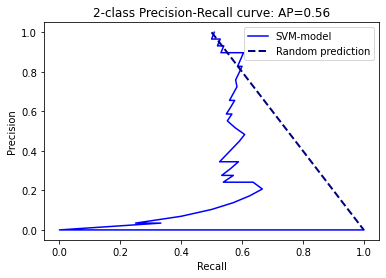 2-class Precision-Recall curve: AP=0.56
SVM-model
Random prediction
Precision
1.0
0.8
0.6
0.4
0.2
0.0
0.0 0.2 0.4 0.6 0.8 1.0
Recall